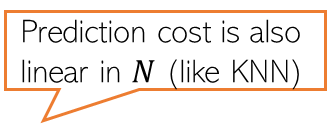 Prediction cost is also
linear in N (like KNN)